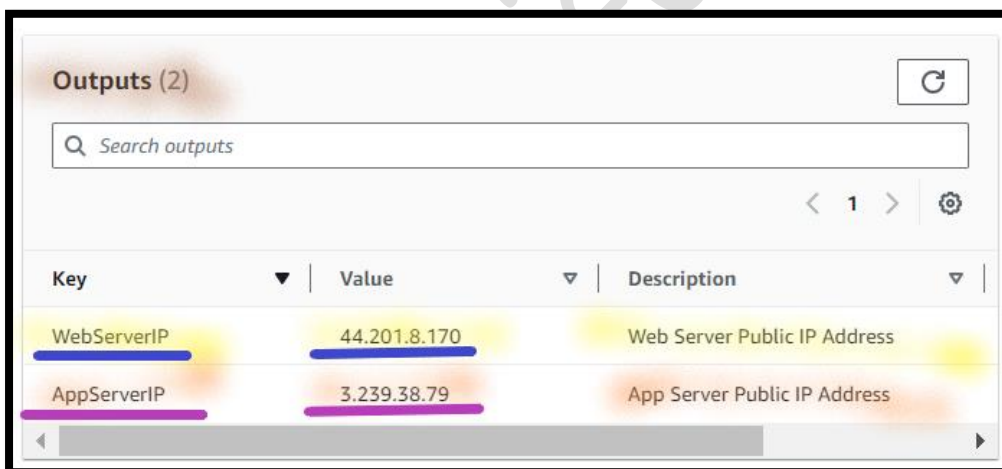 Outputs (2)
Search outputs
1
Key Value Description
WebServerIP 44.201.8.170 Web Server Public IP Address
AppServerIP 3.239.38.79 App Server Public IP Address